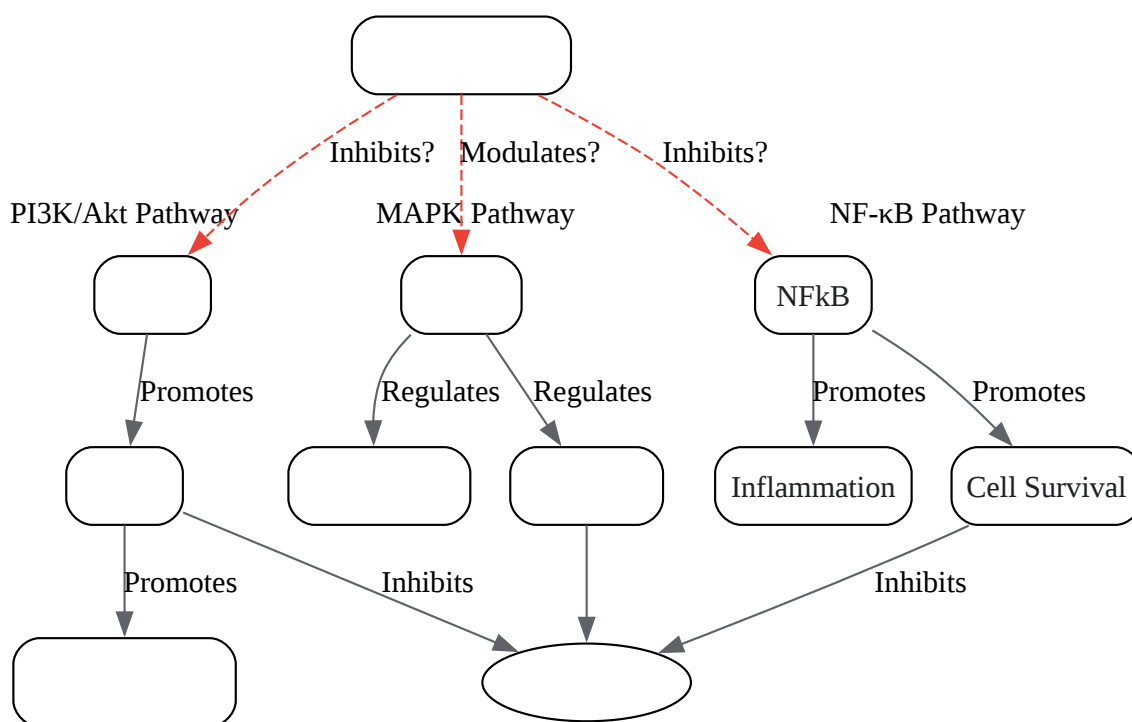 Inhibits?
Modulates?
Inhibits?
PI3K/Akt Pathway
MAPK Pathway
NF-κB Pathway
NFkB
Promotes
Regulates
Regulates
Promotes
Promotes
Inflammation
Cell Survival
Promotes
Inhibits
Inhibits